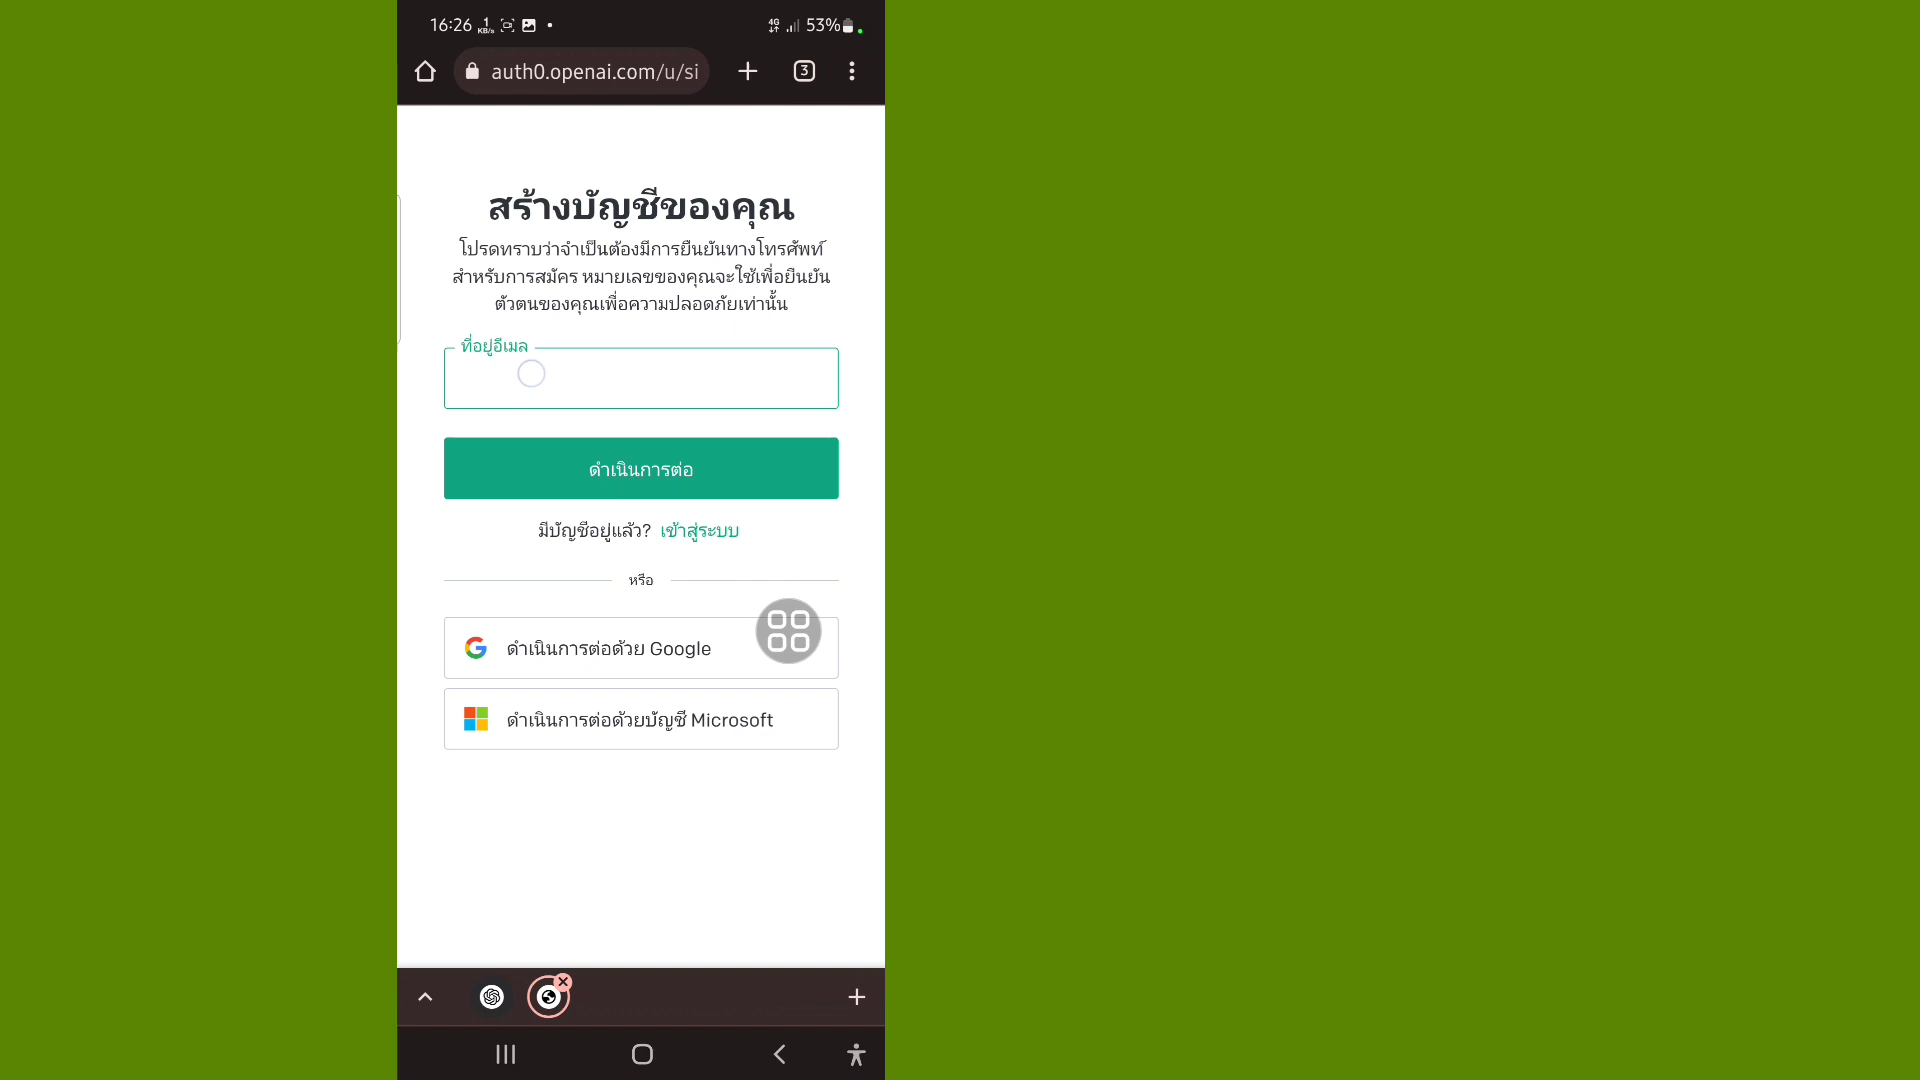 16:26 1 KB/s 4G 53%
auth0.openai.com/u/si 3
สร้างบัญชีของคุณ
โปรดทราบว่าจำเป็นต้องมีการยืนยันทางโทรศัพท์
สำหรับการสมัคร หมายเลขของคุณจะใช้เพื่อยืนยัน
ตัวตนของคุณเพื่อความปลอดภัยเท่านั้น
ที่อยู่อีเมล
ดำเนินการต่อ
มีบัญชีอยู่แล้ว? เข้าสู่ระบบ
หรือ
ดำเนินการต่อด้วย Google
ดำเนินการต่อด้วยบัญชี Microsoft